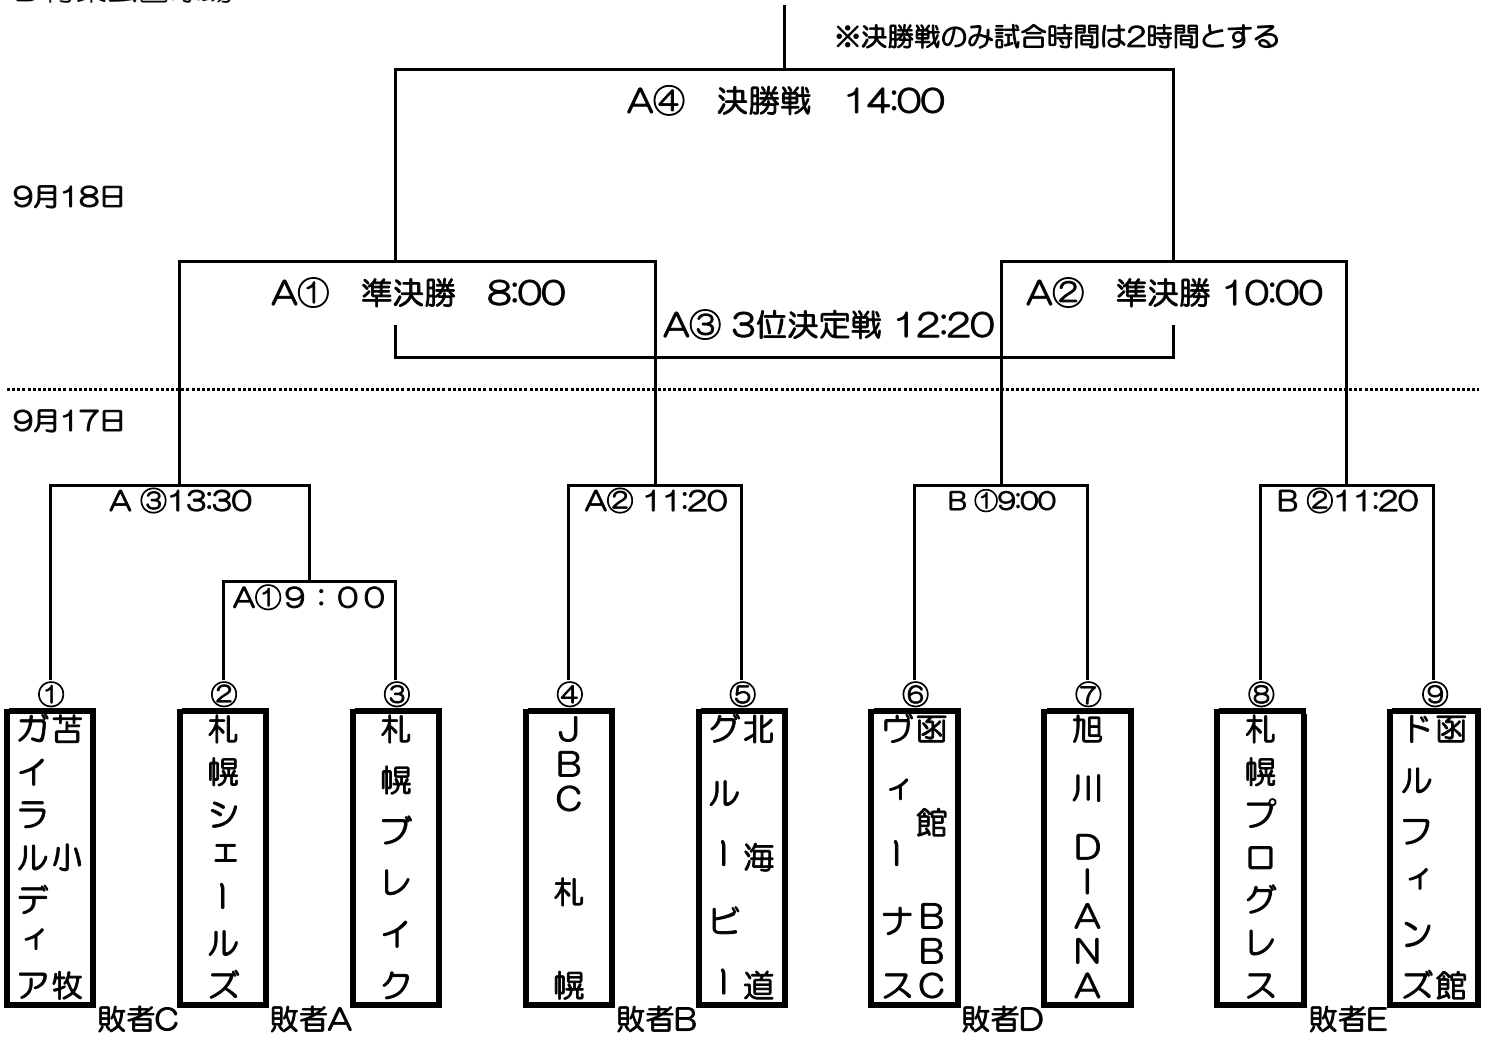 ※決勝戦のみ試合時間は2時間とする
A④ 決勝戦 14:00
9月18日
A① 準決勝 8:00
A② 準決勝 10:00
A③ 3位決定戦 12:20
9月17日
A ③13:30
A② 11:20
B ①9:00
B ②11:20
A①9：00
①
②
③
④
⑤
⑥
⑦
⑧
⑨
苫小牧
ガイラルディア
札幌シェールズ
札幌ブレイク
JBC札幌
北海道
グルービー
函館BBC
ヴィーナス
旭川DIANA
札幌プログレス
函館
ドルフィンズ
敗者C
敗者A
敗者B
敗者D
敗者E